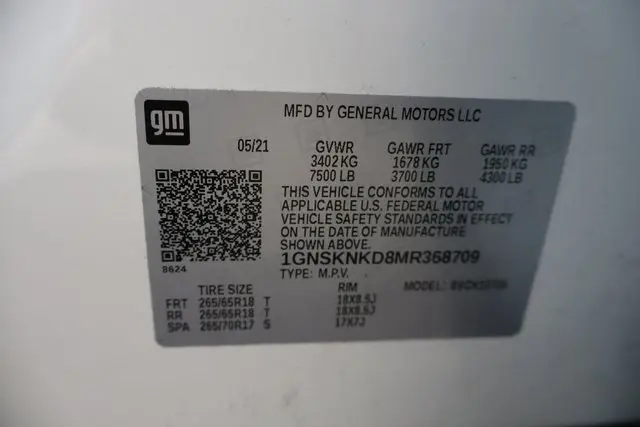 gm
MFD BY GENERAL MOTORS LLC
05/21 GVWR GAWR FRT GAWR RR
3402 KG 1678 KG 1950 KG
7500 LB 3700 LB 4300 LB
THIS VEHICLE CONFORMS TO ALL
APPLICABLE U.S. FEDERAL MOTOR
VEHICLE SAFETY STANDARDS IN EFFECT
ON THE DATE OF MANUFACTURE
SHOWN ABOVE.
8624
1GNSKNKD8MR368709
TYPE: M.P.V. MODEL:
TIRE SIZE RIM
FRT 265/65R18 T 18X8.5J
RR 265/65R18 T 18X8.5J
SPA 265/70R17 S 17X7J